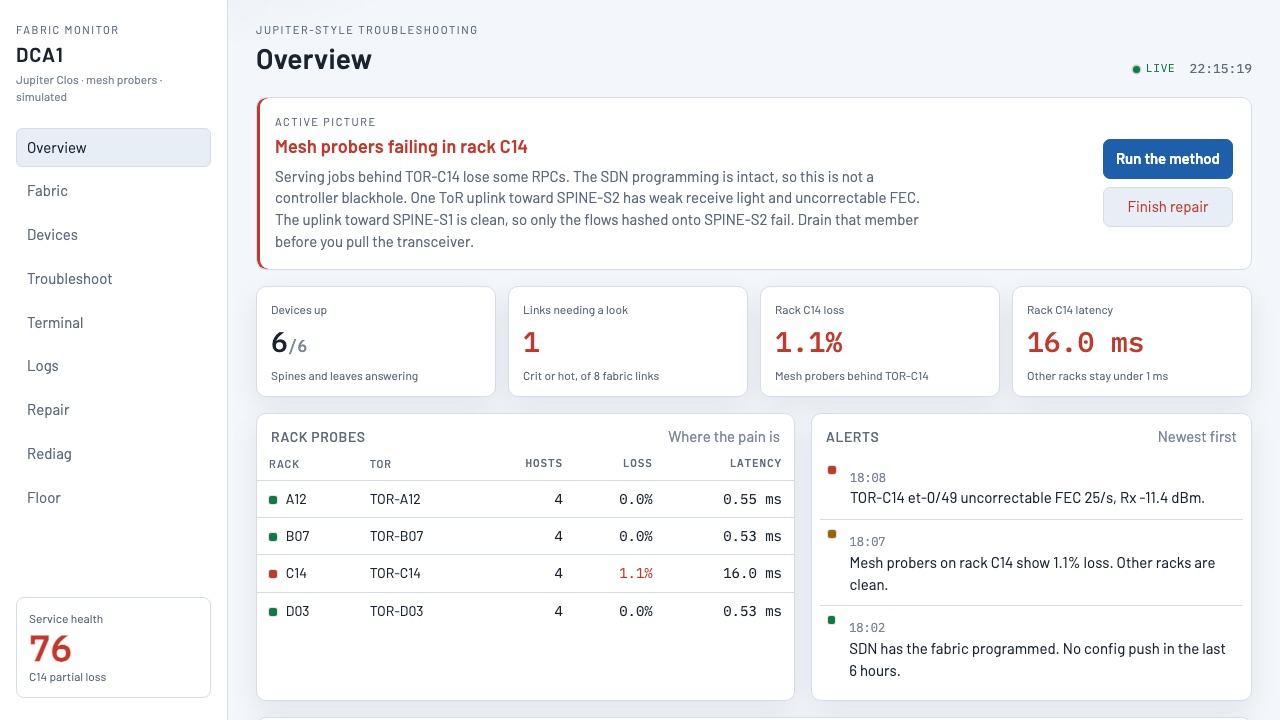 FABRIC MONITOR
DCA1
Jupiter Clos · mesh probers ·
simulated
Overview
Fabric
Devices
Troubleshoot
Terminal
Logs
Repair
Rediag
Floor
Service health
76
C14 partial loss
JUPITER-STYLE TROUBLESHOOTING
Overview
LIVE 22:15:19
ACTIVE PICTURE
Mesh probers failing in rack C14
Serving jobs behind TOR-C14 lose some RPCs. The SDN programming is intact, so this is not a
controller blackhole. One ToR uplink toward SPINE-S2 has weak receive light and uncorrectable FEC.
The uplink toward SPINE-S1 is clean, so only the flows hashed onto SPINE-S2 fail. Drain that member
before you pull the transceiver.
Run the method
Finish repair
Devices up
6/6
Spines and leaves answering
Links needing a look
1
Crit or hot, of 8 fabric links
Rack C14 loss
1.1%
Mesh probers behind TOR-C14
Rack C14 latency
16.0 ms
Other racks stay under 1 ms
RACK PROBES Where the pain is
RACK TOR HOSTS LOSS LATENCY
A12 TOR-A12 4 0.0% 0.55 ms
B07 TOR-B07 4 0.0% 0.53 ms
C14 TOR-C14 4 1.1% 16.0 ms
D03 TOR-D03 4 0.0% 0.53 ms
ALERTS Newest first
18:08
TOR-C14 et-0/49 uncorrectable FEC 25/s, Rx -11.4 dBm.
18:07
Mesh probers on rack C14 show 1.1% loss. Other racks are
clean.
18:02
SDN has the fabric programmed. No config push in the last
6 hours.